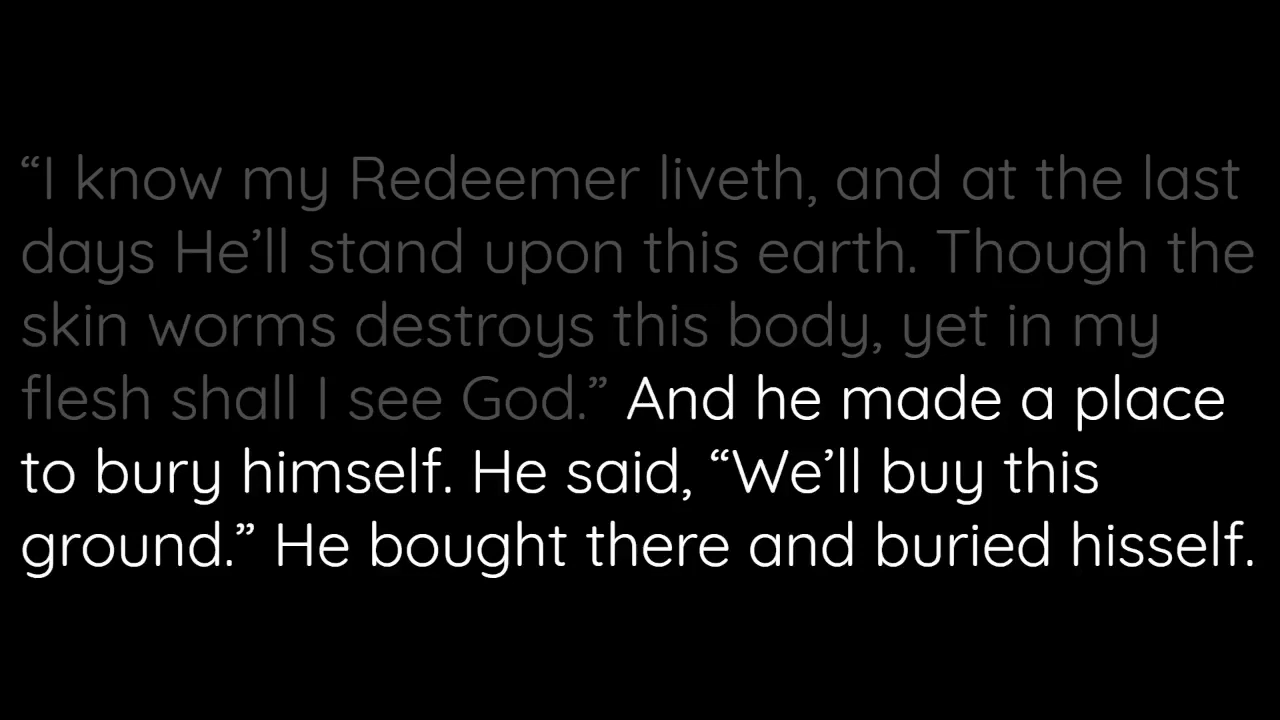 “I know my Redeemer liveth, and at the last
days He’ll stand upon this earth. Though the
skin worms destroys this body, yet in my
flesh shall I see God.” And he made a place
to bury himself. He said, “We’ll buy this
ground.” He bought there and buried hisself.